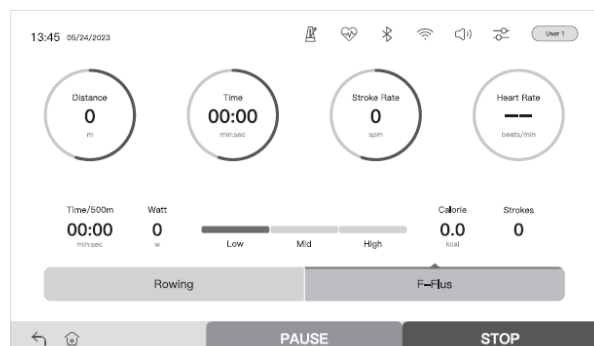 13:45 05/24/2023 User 1
Distance Time Stroke Rate Heart Rate
0 00:00 0 --
m min:sec spm beats/min
Time/500m Watt Calorie Strokes
00:00 0 0.0 0
min:sec w Low Mid High kcal
Rowing F-Flus
PAUSE STOP